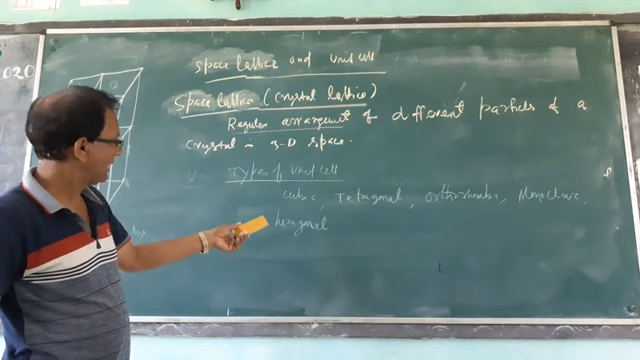 2020
space lattice and unit cell
space lattice (crystal lattice)
Regular arrangement of different particles of a
crystal in 3-D space.
Types of unit cell
cubic, Tetragonal, orthorhombic, Monoclinic
hexagonal